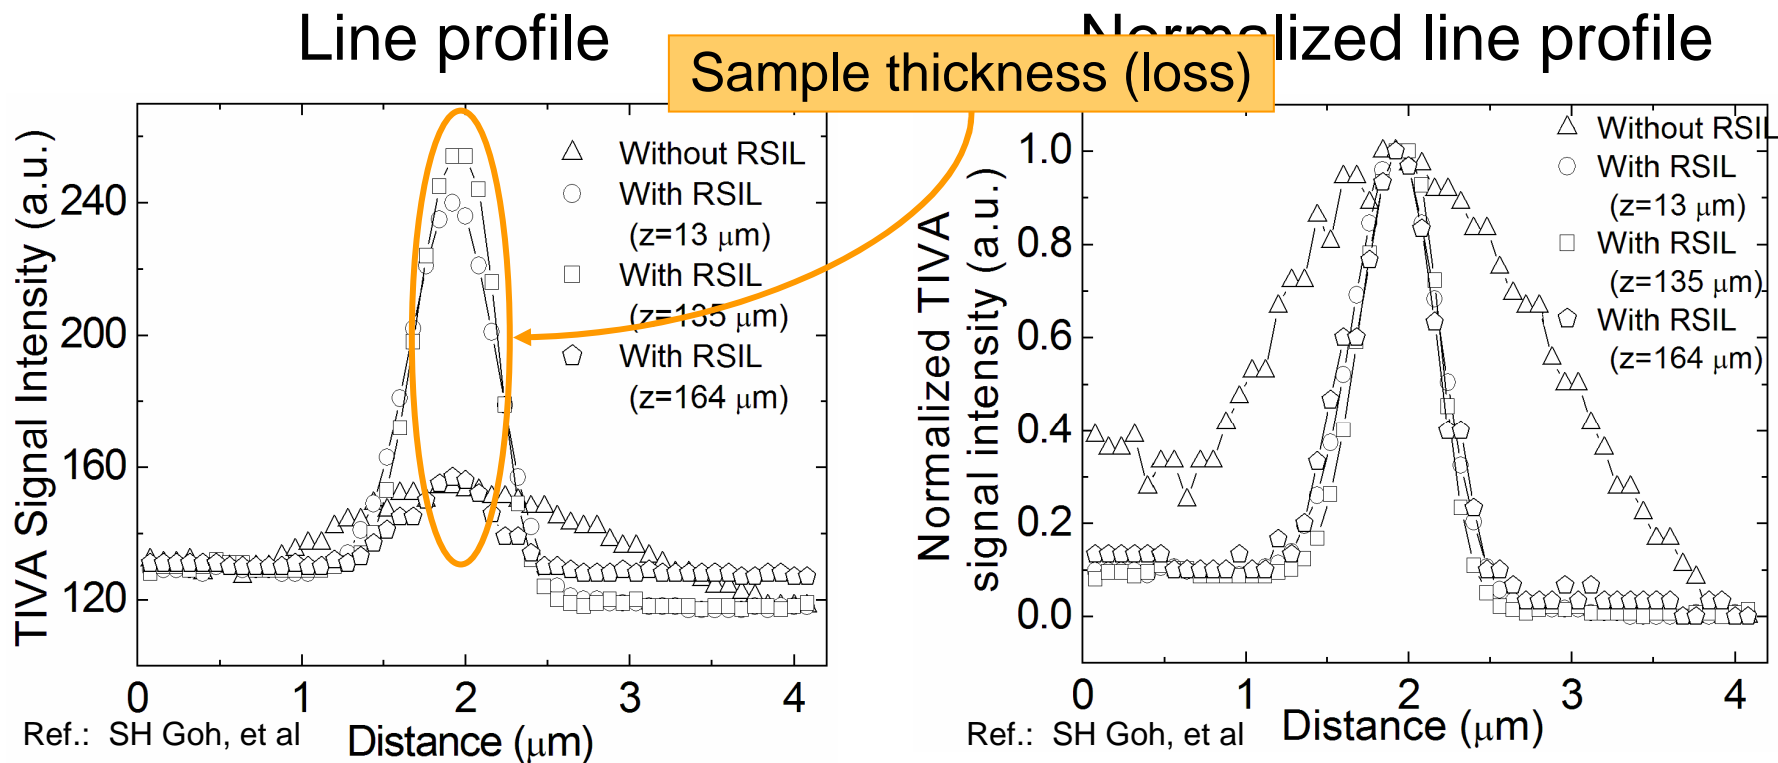 Line profile
Normalized line profile
Sample thickness (loss)
TIVA Signal Intensity (a.u.)
240
200
160
120
0
1
2
3
4
Distance (μm)
Without RSIL
With RSIL
(z=13 μm)
With RSIL
(z=135 μm)
With RSIL
(z=164 μm)
Ref.: SH Goh, et al
Normalized TIVA
signal intensity (a.u.)
1.0
0.8
0.6
0.4
0.2
0.0
0
1
2
3
4
Distance (μm)
Without RSIL
With RSIL
(z=13 μm)
With RSIL
(z=135 μm)
With RSIL
(z=164 μm)
Ref.: SH Goh, et al